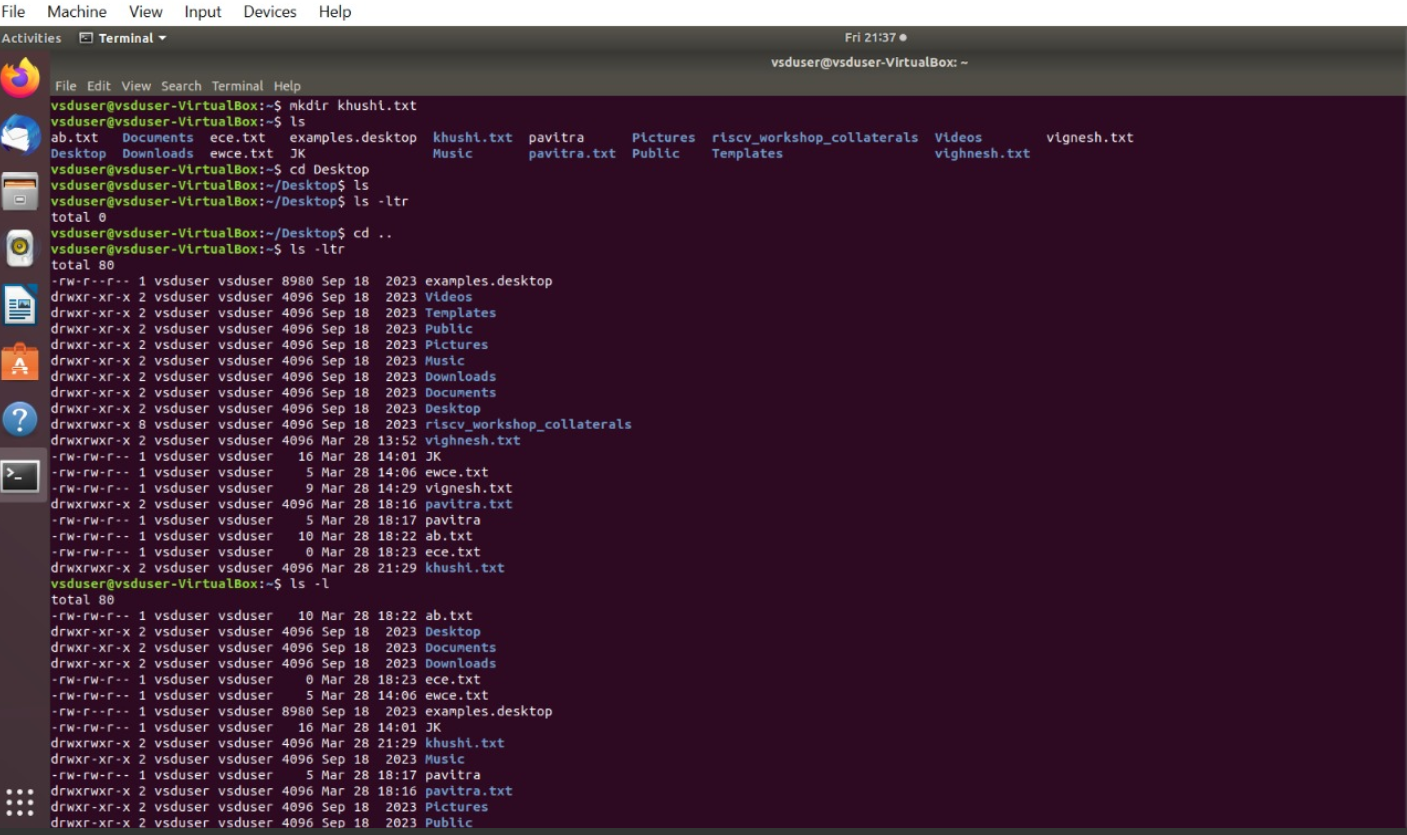 File Machine View Input Devices Help
Activities Terminal Fri 21:37
vsduser@vsduser-VirtualBox: ~
File Edit View Search Terminal Help
vsduser@vsduser-VirtualBox:~$ mkdir khushi.txt
vsduser@vsduser-VirtualBox:~$ ls
ab.txt Documents ece.txt examples.desktop khushi.txt pavitra Pictures riscv_workshop_collaterals Videos vignesh.txt
Desktop Downloads ewce.txt JK Music pavitra.txt Public Templates vighnesh.txt
vsduser@vsduser-VirtualBox:~$ cd Desktop
vsduser@vsduser-VirtualBox:~/Desktop$ ls
vsduser@vsduser-VirtualBox:~/Desktop$ ls -ltr
total 0
vsduser@vsduser-VirtualBox:~/Desktop$ cd ..
vsduser@vsduser-VirtualBox:~$ ls -ltr
total 80
-rw-r--r-- 1 vsduser vsduser 8980 Sep 18 2023 examples.desktop
drwxr-xr-x 2 vsduser vsduser 4096 Sep 18 2023 Videos
drwxr-xr-x 2 vsduser vsduser 4096 Sep 18 2023 Templates
drwxr-xr-x 2 vsduser vsduser 4096 Sep 18 2023 Public
drwxr-xr-x 2 vsduser vsduser 4096 Sep 18 2023 Pictures
drwxr-xr-x 2 vsduser vsduser 4096 Sep 18 2023 Music
drwxr-xr-x 2 vsduser vsduser 4096 Sep 18 2023 Downloads
drwxr-xr-x 2 vsduser vsduser 4096 Sep 18 2023 Documents
drwxr-xr-x 2 vsduser vsduser 4096 Sep 18 2023 Desktop
drwxrwxr-x 8 vsduser vsduser 4096 Sep 18 2023 riscv_workshop_collaterals
drwxrwxr-x 2 vsduser vsduser 4096 Mar 28 13:52 vighnesh.txt
-rw-rw-r-- 1 vsduser vsduser 16 Mar 28 14:01 JK
-rw-rw-r-- 1 vsduser vsduser 5 Mar 28 14:06 ewce.txt
-rw-rw-r-- 1 vsduser vsduser 9 Mar 28 14:29 vignesh.txt
drwxrwxr-x 2 vsduser vsduser 4096 Mar 28 18:16 pavitra.txt
-rw-rw-r-- 1 vsduser vsduser 5 Mar 28 18:17 pavitra
-rw-rw-r-- 1 vsduser vsduser 10 Mar 28 18:22 ab.txt
-rw-rw-r-- 1 vsduser vsduser 0 Mar 28 18:23 ece.txt
drwxrwxr-x 2 vsduser vsduser 4096 Mar 28 21:29 khushi.txt
vsduser@vsduser-VirtualBox:~$ ls -l
total 80
-rw-rw-r-- 1 vsduser vsduser 10 Mar 28 18:22 ab.txt
drwxr-xr-x 2 vsduser vsduser 4096 Sep 18 2023 Desktop
drwxr-xr-x 2 vsduser vsduser 4096 Sep 18 2023 Documents
drwxr-xr-x 2 vsduser vsduser 4096 Sep 18 2023 Downloads
-rw-rw-r-- 1 vsduser vsduser 0 Mar 28 18:23 ece.txt
-rw-rw-r-- 1 vsduser vsduser 5 Mar 28 14:06 ewce.txt
-rw-r--r-- 1 vsduser vsduser 8980 Sep 18 2023 examples.desktop
-rw-rw-r-- 1 vsduser vsduser 16 Mar 28 14:01 JK
drwxrwxr-x 2 vsduser vsduser 4096 Mar 28 21:29 khushi.txt
drwxr-xr-x 2 vsduser vsduser 4096 Sep 18 2023 Music
-rw-rw-r-- 1 vsduser vsduser 5 Mar 28 18:17 pavitra
drwxrwxr-x 2 vsduser vsduser 4096 Mar 28 18:16 pavitra.txt
drwxr-xr-x 2 vsduser vsduser 4096 Sep 18 2023 Pictures
drwxr-xr-x 2 vsduser vsduser 4096 Sep 18 2023 Public